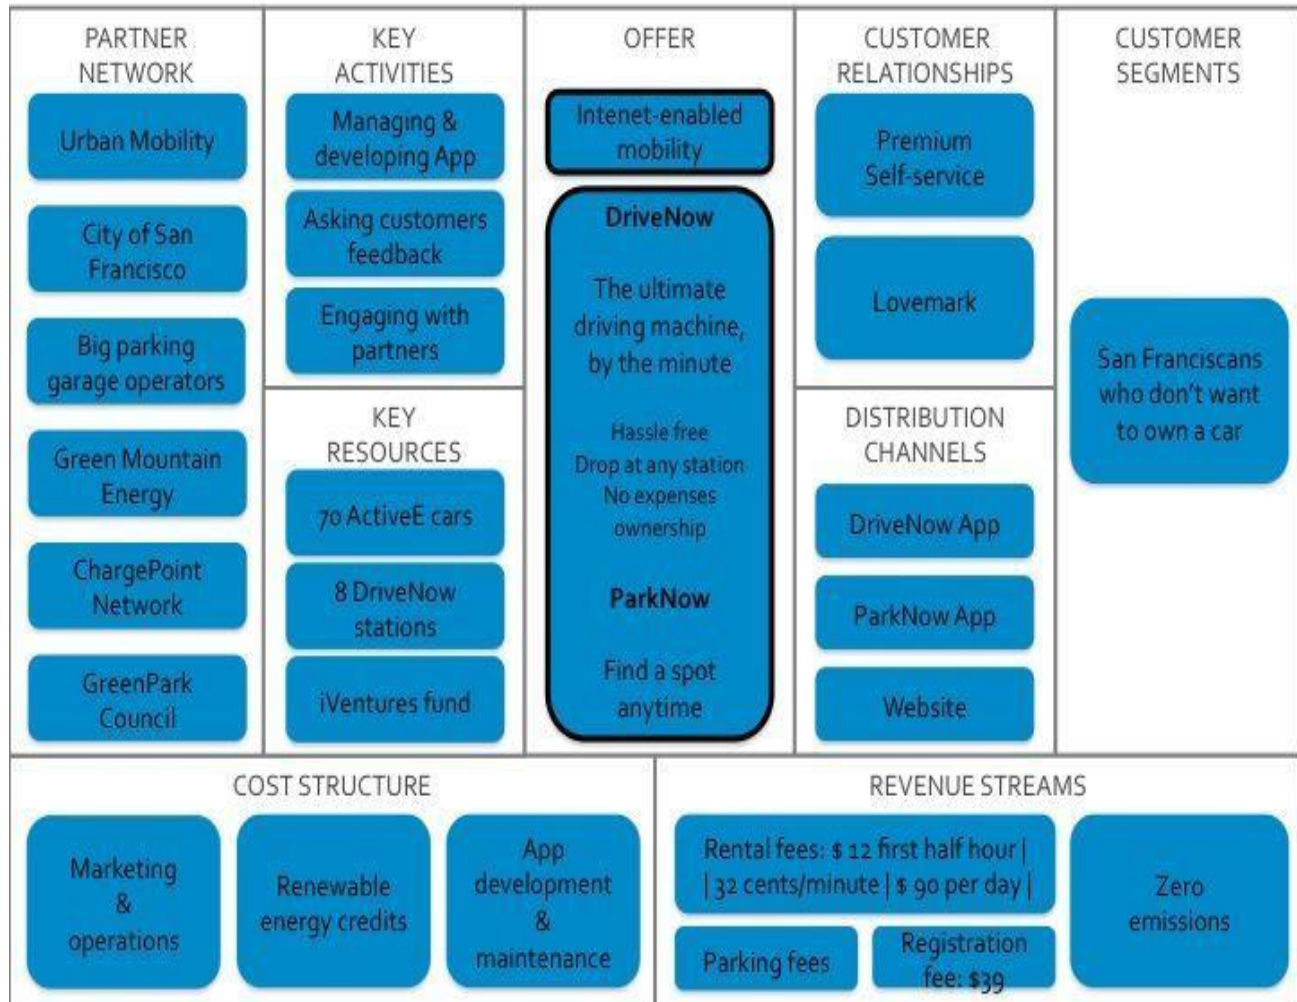 PARTNER
NETWORK
Urban Mobility
City of San
Francisco
Big parking
garage operators
Green Mountain
Energy
ChargePoint
Network
GreenPark
Council
KEY
ACTIVITIES
Managing &
developing App
Asking customers
feedback
Engaging with
partners
KEY
RESOURCES
70 ActiveE cars
8 DriveNow
stations
iVentures fund
OFFER
Intenet-enabled
mobility
DriveNow
The ultimate
driving machine,
by the minute
Hassle free
Drop at any station
No expenses
ownership
ParkNow
Find a spot
anytime
CUSTOMER
RELATIONSHIPS
Premium
Self-service
Lovemark
DISTRIBUTION
CHANNELS
DriveNow App
ParkNow App
Website
CUSTOMER
SEGMENTS
San Franciscans
who don't want
to own a car
COST STRUCTURE
Marketing
&
operations
Renewable
energy credits
App
development
&
maintenance
REVENUE STREAMS
Rental fees: $ 12 first half hour |
| 32 cents/minute | $ 90 per day |
Parking fees
Registration
fee: $39
Zero
emissions